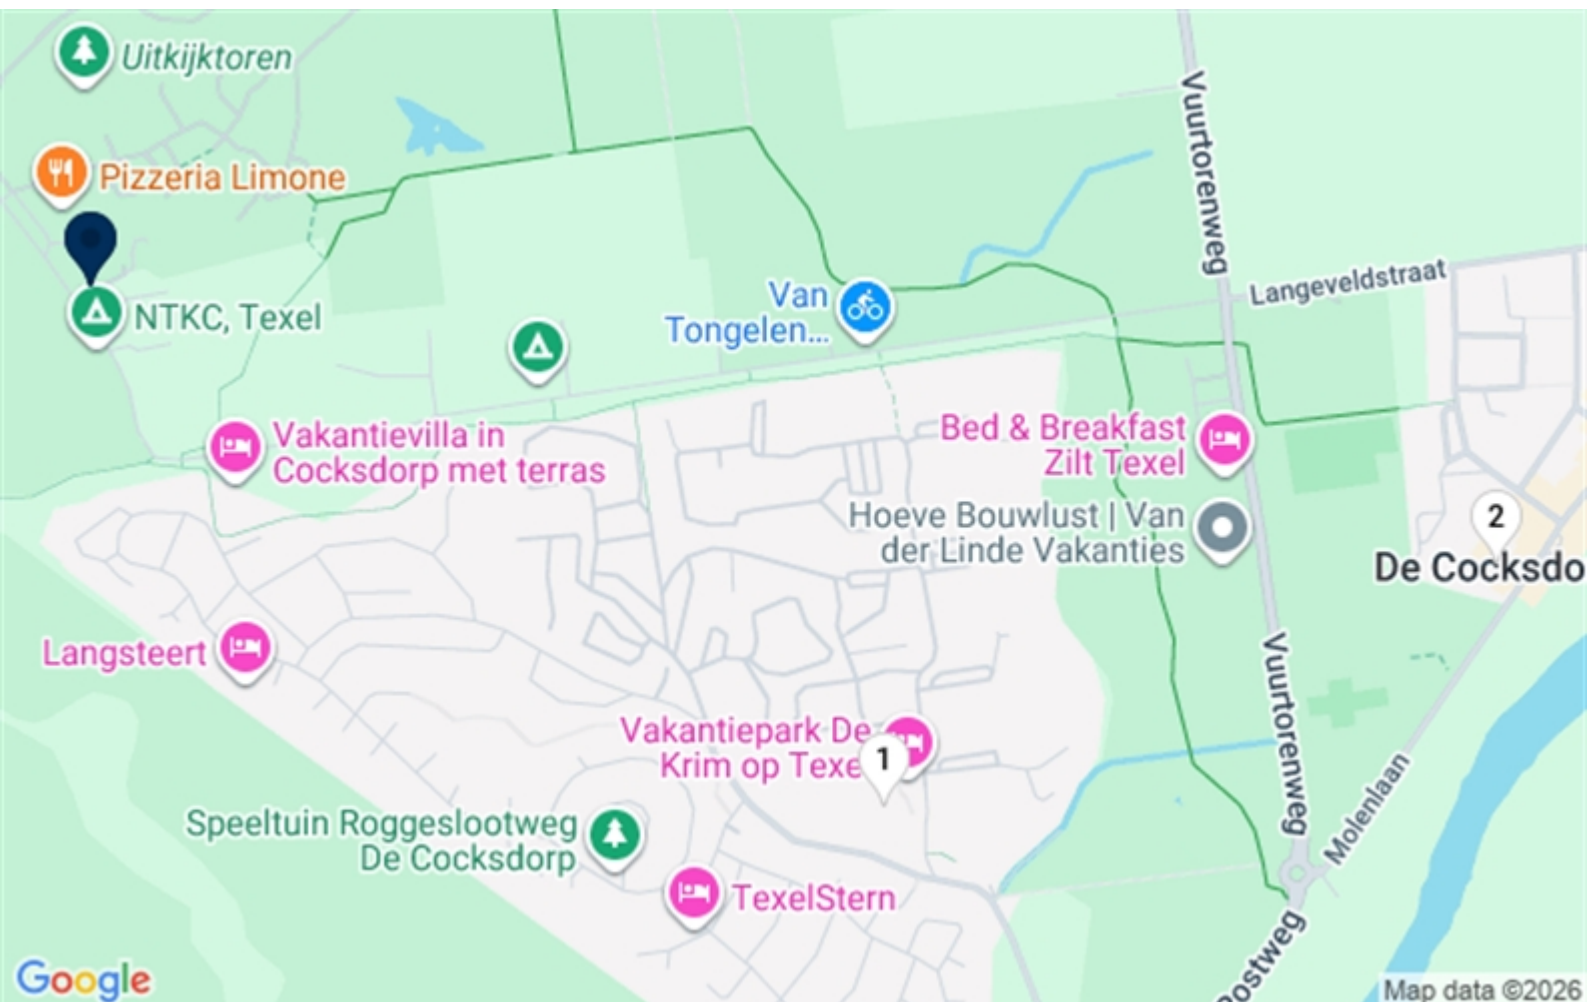 Uitkijktoren
Pizzeria Limone
NTKC, Texel
Vuurtorenweg
Langeveldstraat
Van
Tongelen...
Vakantievilla in
Cocksdorp met terras
Bed & Breakfast
Zilt Texel
Hoeve Bouwlust | Van
der Linde Vakanties
2
De Cocksdo
Langsteert
Vuurtorenweg
Vakantiepark De
Krim op Texe
1
Molenlaan
Speeltuin Roggeslootweg
De Cocksdorp
TexelStern
Postweg
Google
Map data ©2026